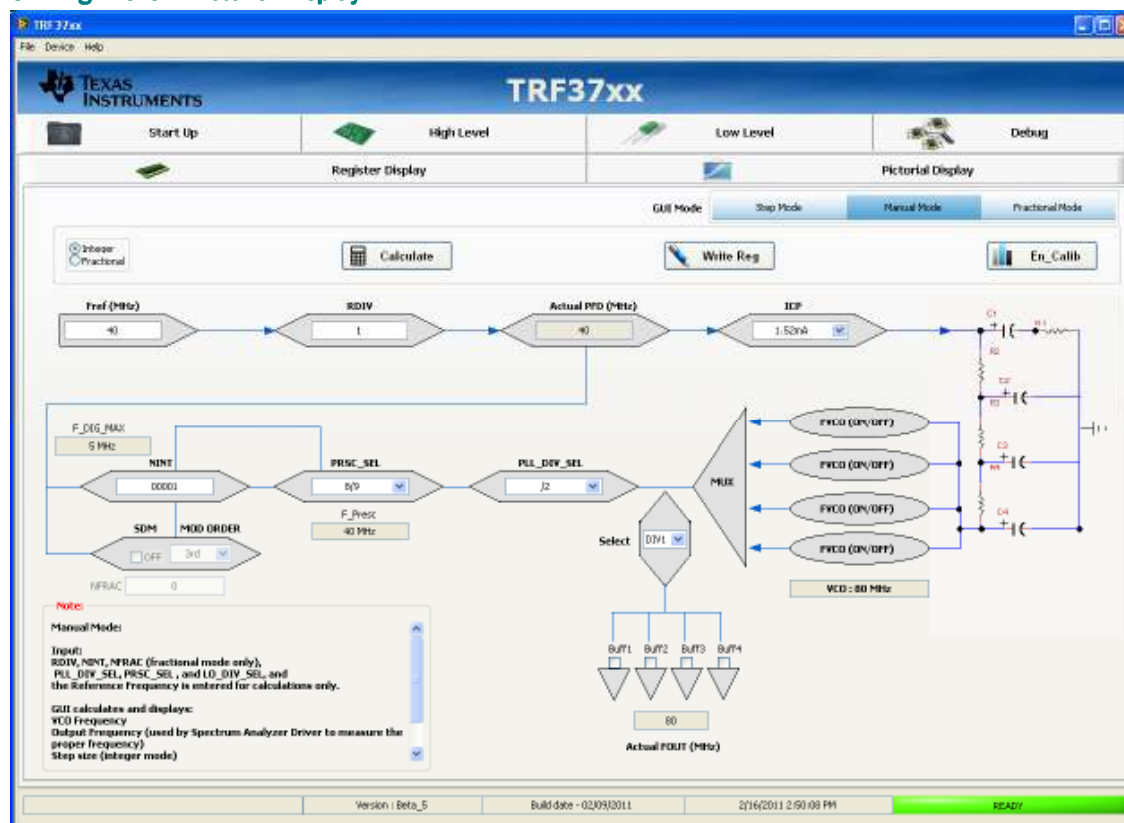 TRF37xx
File Device Help
TEXAS INSTRUMENTS
TRF37xx
Start Up High Level Low Level Debug
Register Display Pictorial Display
GUI Mode Step Mode Manual Mode Fractional Mode
Integer
Fractional
Calculate Write Reg En_Calib
Fref (MHz) RDIV Actual PFD (MHz) ICP
40 1 40 1.52mA
C1
R1
R2
C2
R3
C3
R4
C4
F_DIG_MAX
5 MHz
NINT PRSC_SEL PLL_DIV_SEL
00001 8/9 /2
MUX
PVCO (ON/OFF)
PVCO (ON/OFF)
PVCO (ON/OFF)
PVCO (ON/OFF)
F_Presc
40 MHz
SDM MOD ORDER
OFF 3rd
Select DIV1
NFRAC 0
VCO : 80 MHz
Note:
Manual Mode:
Input:
RDIV, NINT, NFRAC (fractional mode only),
PLL_DIV_SEL, PRSC_SEL , and LO_DIV_SEL, and
the Reference Frequency is entered for calculations only.
GUI calculates and displays:
VCO Frequency
Output Frequency (used by Spectrum Analyzer Driver to measure the
proper frequency)
Step size (integer mode)
Buff1 Buff2 Buff3 Buff4
80
Actual FOUT (MHz)
Version : Beta_5 Build date - 02/09/2011 2/16/2011 2:50:08 PM READY